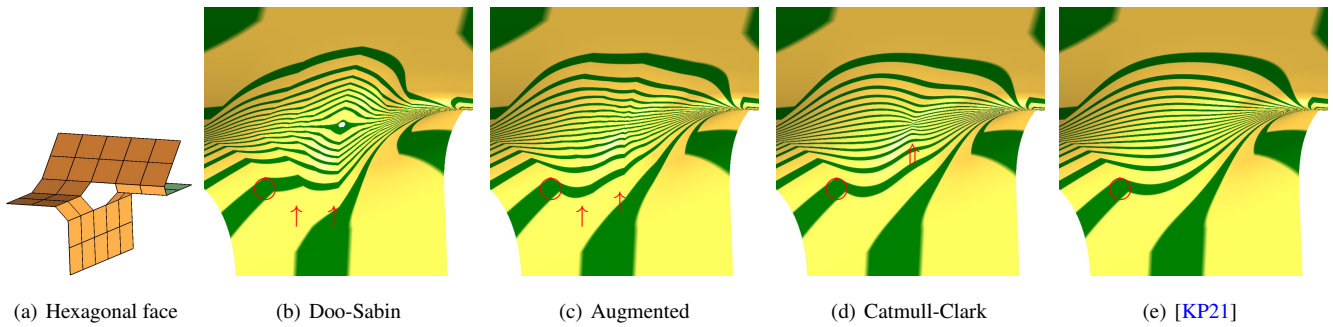 (a) Hexagonal face
(b) Doo-Sabin
(c) Augmented
(d) Catmull-Clark
(e) [KP21]